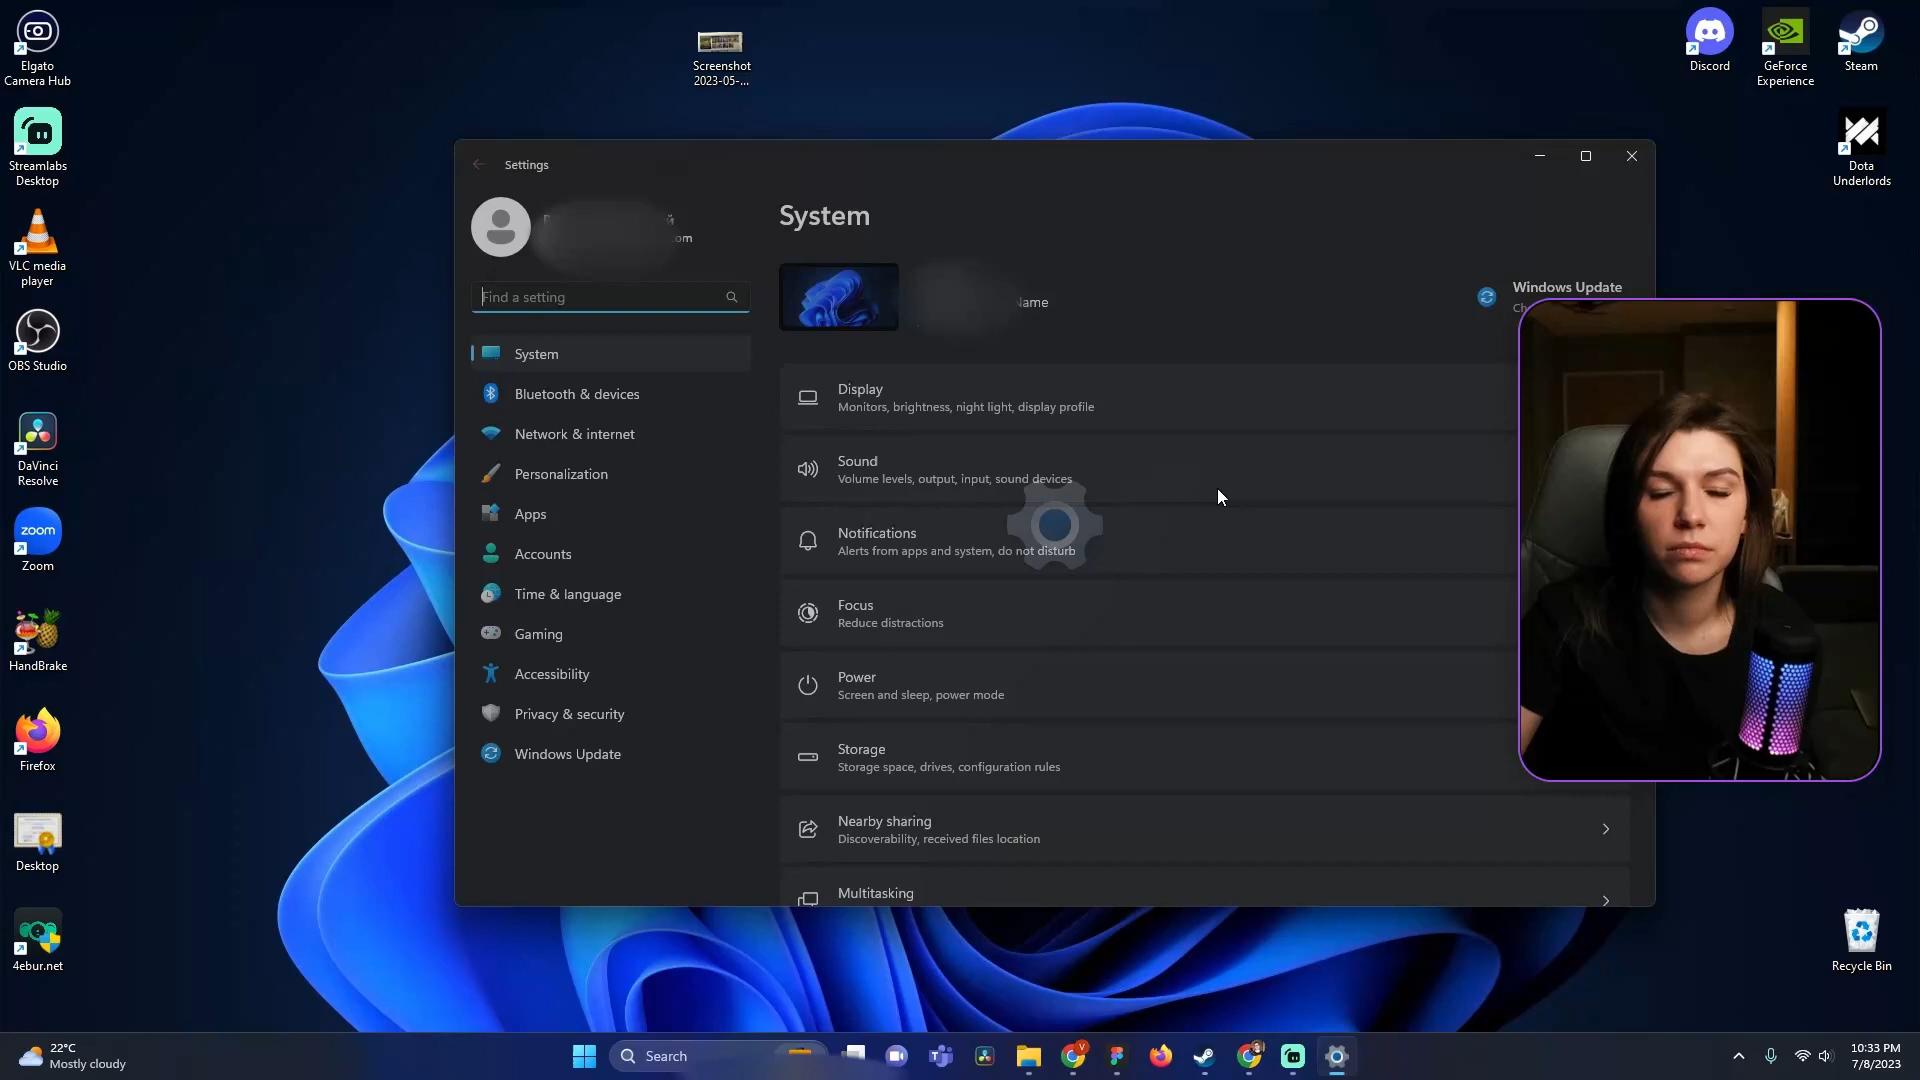 Elgato
Camera Hub
Streamlabs
Desktop
VLC media
player
OBS Studio
DaVinci
Resolve
zoom
Zoom
HandBrake
Firefox
Desktop
4ebur.net
Screenshot
2023-05-...
Discord
GeForce
Experience
Steam
Dota
Underlords
Recycle Bin
Settings
om
Find a setting
System
Bluetooth & devices
Network & internet
Personalization
Apps
Accounts
Time & language
Gaming
Accessibility
Privacy & security
Windows Update
System
Windows Update
Display
Monitors, brightness, night light, display profile
Sound
Volume levels, output, input, sound devices
Notifications
Alerts from apps and system, do not disturb
Focus
Reduce distractions
Power
Screen and sleep, power mode
Storage
Storage space, drives, configuration rules
Nearby sharing
Discoverability, received files location
Multitasking
22°C
Mostly cloudy
Search
10:33 PM
7/8/2023